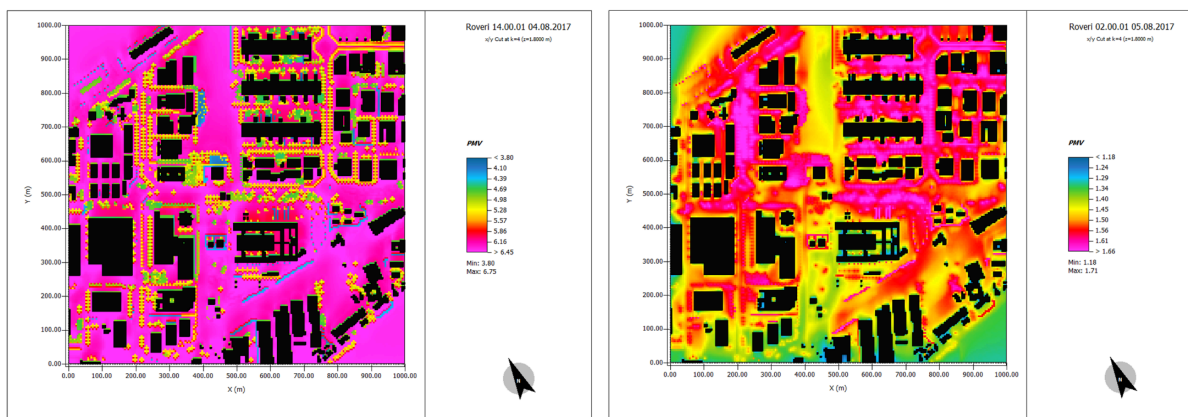 Roveri 14.00.01 04.08.2017
x/y Cut at k=4 (z=1.8000 m)
1000.00
900.00
800.00
700.00
600.00
500.00
400.00
300.00
200.00
100.00
0.00
Y (m)
0.00 100.00 200.00 300.00 400.00 500.00 600.00 700.00 800.00 900.00 1000.00
X (m)
PMV
< 3.80
4.10
4.39
4.69
4.98
5.28
5.57
5.86
6.16
> 6.45
Min: 3.80
Max: 6.75
N
Roveri 02.00.01 05.08.2017
x/y Cut at k=4 (z=1.8000 m)
1000.00
900.00
800.00
700.00
600.00
500.00
400.00
300.00
200.00
100.00
0.00
Y (m)
0.00 100.00 200.00 300.00 400.00 500.00 600.00 700.00 800.00 900.00 1000.00
X (m)
PMV
< 1.18
1.24
1.29
1.34
1.40
1.45
1.50
1.56
1.61
> 1.66
Min: 1.18
Max: 1.71
N